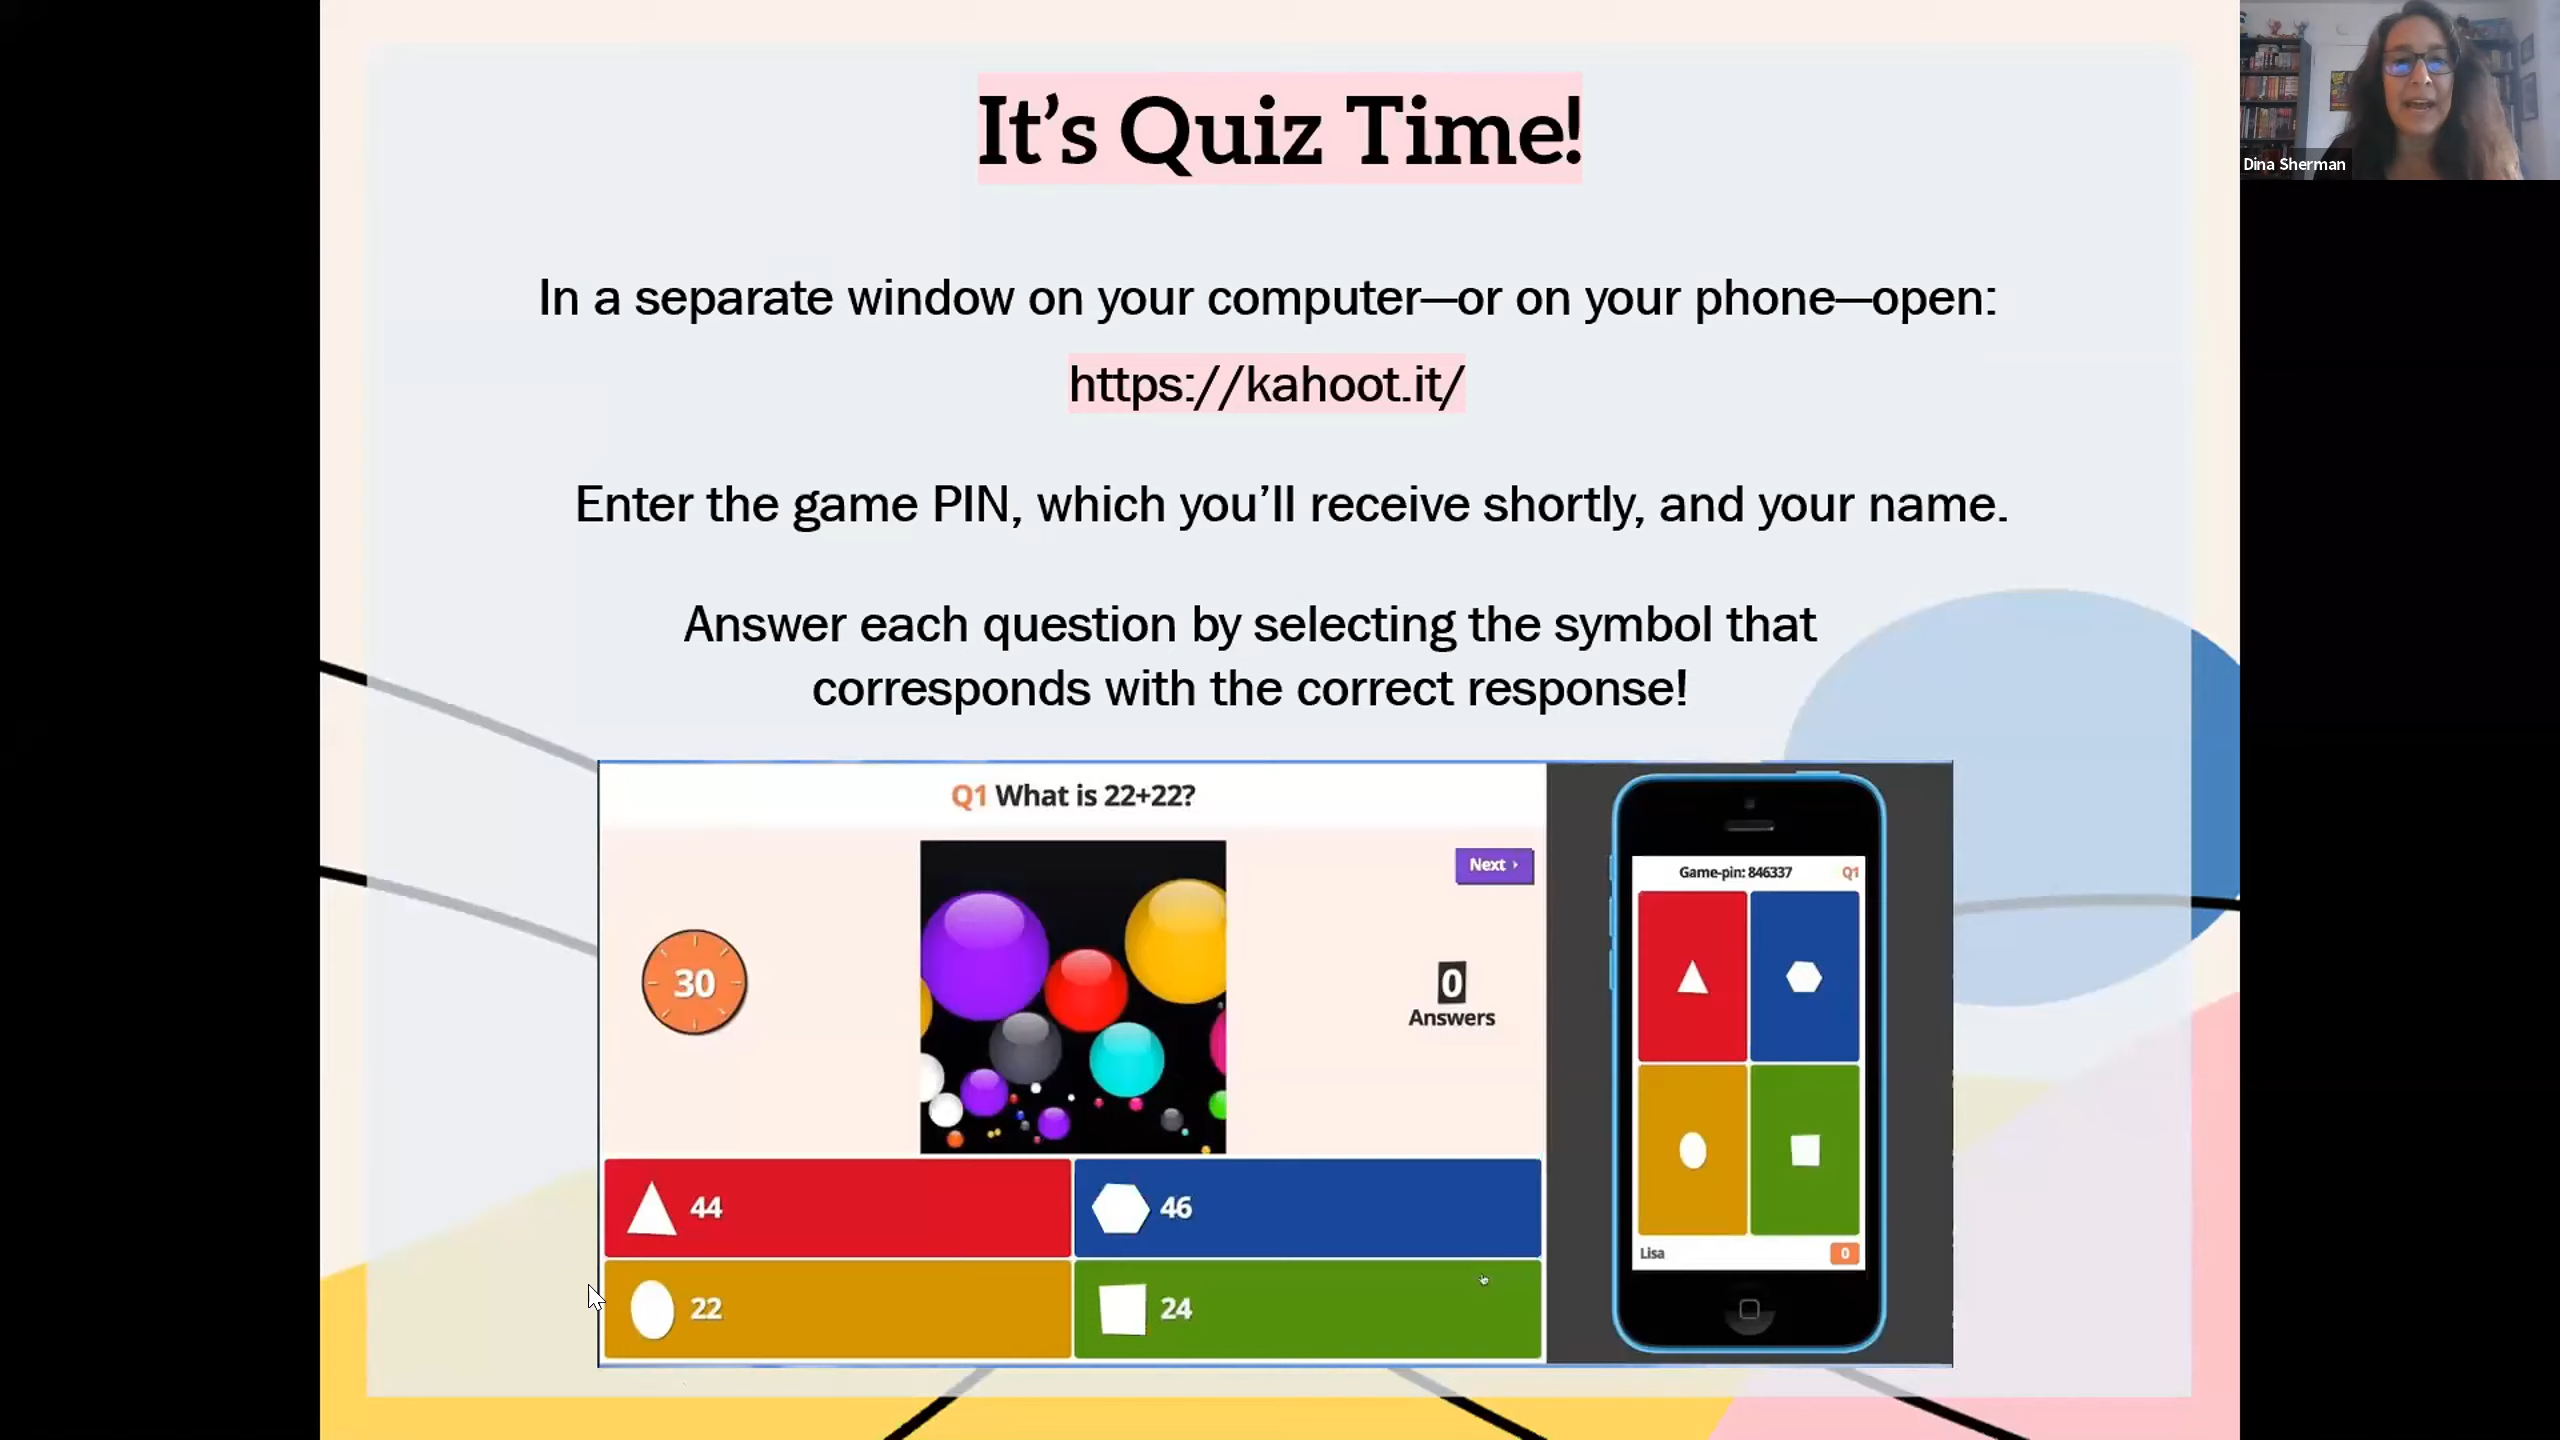 It's Quiz Time!
Dina Sherman
In a separate window on your computer—or on your phone—open:
https://kahoot.it/
Enter the game PIN, which you'll receive shortly, and your name.
Answer each question by selecting the symbol that
corresponds with the correct response!
Q1 What is 22+22?
Next ›
30
0
Answers
44
46
22
24
Game-pin: 846337 Q1
Lisa 0